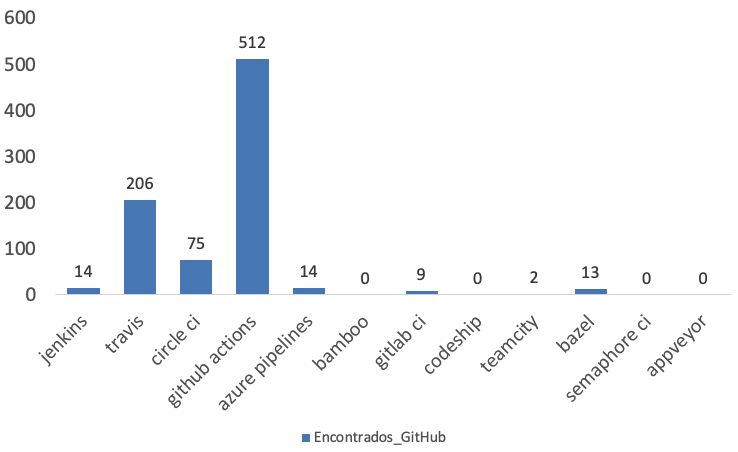 600
500
400
300
200
100
0
14
206
75
512
14
0
9
0
2
13
0
0
jenkins
travis
circle ci
github actions
azure pipelines
bamboo
gitlab ci
codeship
teamcity
bazel
semaphore ci
appveyor
Encontrados_GitHub